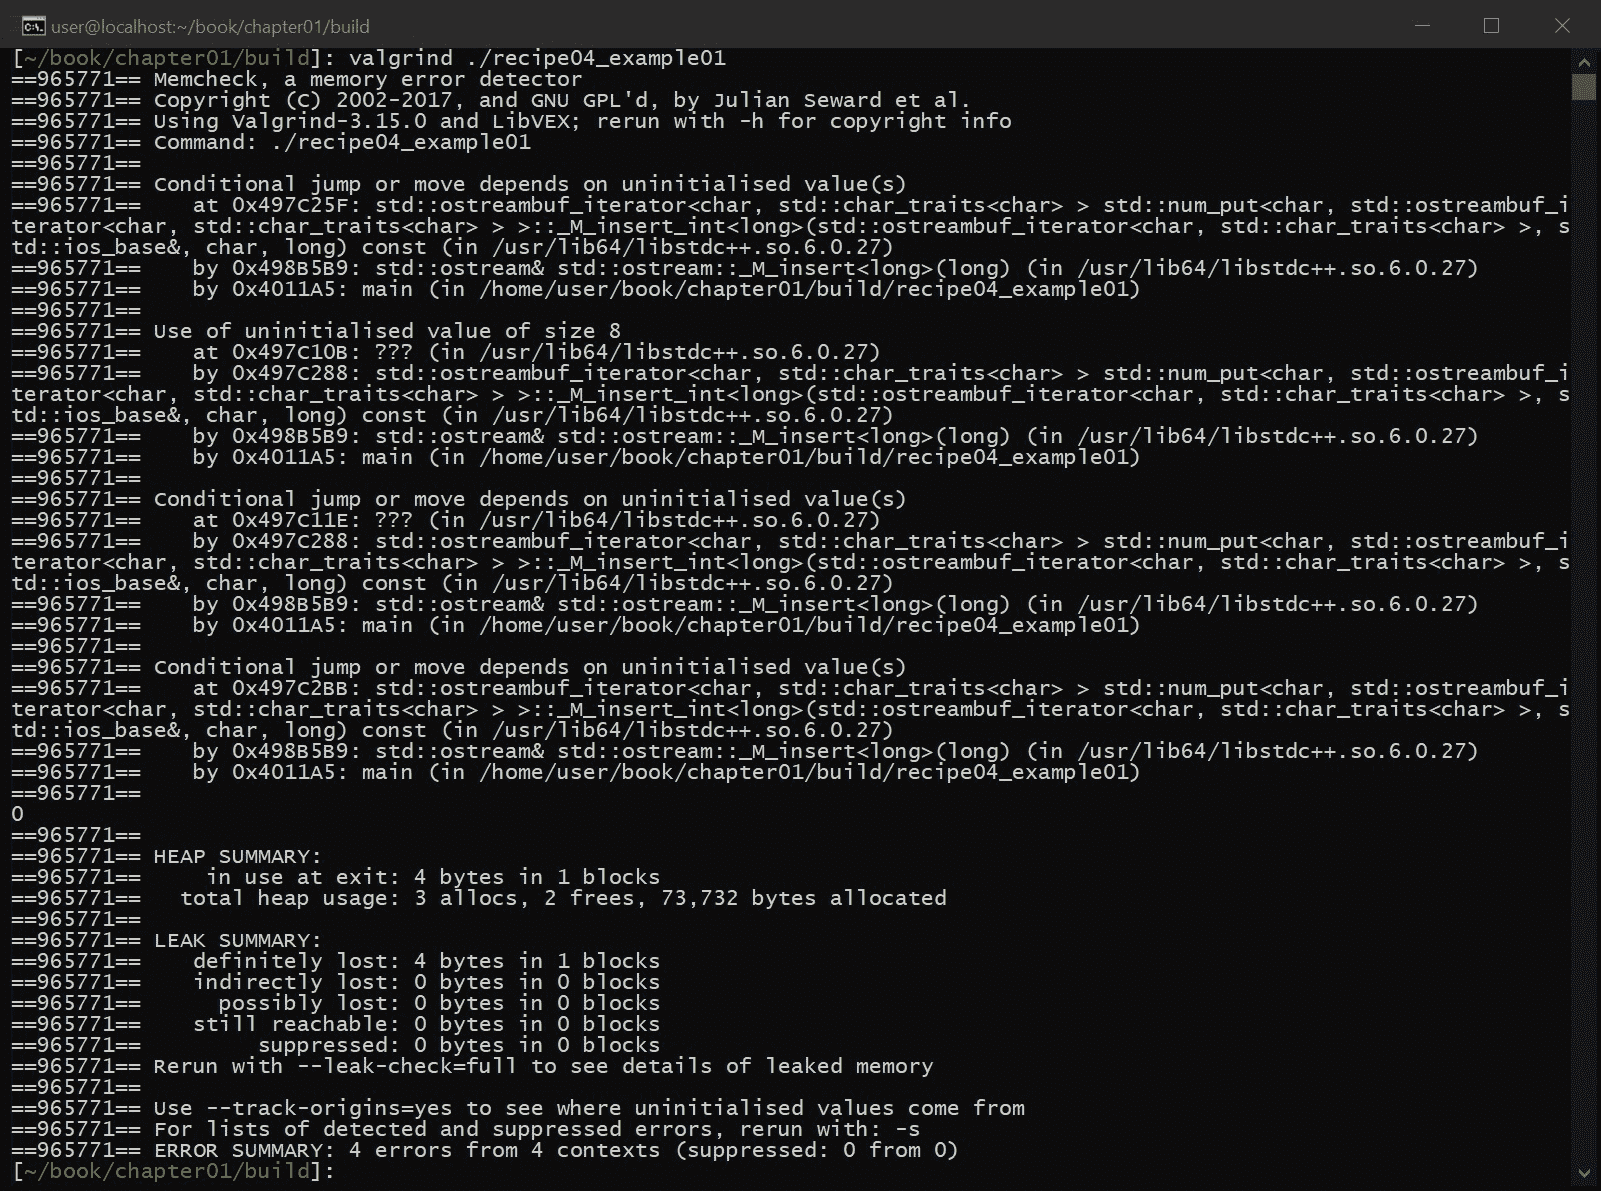 user@localhost:~/book/chapter01/build
[~/book/chapter01/build]: valgrind ./recipe04_example01
==965771== Memcheck, a memory error detector
==965771== Copyright (C) 2002-2017, and GNU GPL'd, by Julian Seward et al.
==965771== Using Valgrind-3.15.0 and LibVEX; rerun with -h for copyright info
==965771== Command: ./recipe04_example01
==965771==
==965771== Conditional jump or move depends on uninitialised value(s)
==965771==    at 0x497C25F: std::ostreambuf_iterator<char, std::char_traits<char> > std::num_put<char, std::ostreambuf_i
terator<char, std::char_traits<char> > >::_M_insert_int<long>(std::ostreambuf_iterator<char, std::char_traits<char> >, s
td::ios_base&, char, long) const (in /usr/lib64/libstdc++.so.6.0.27)
==965771==    by 0x498B5B9: std::ostream& std::ostream::_M_insert<long>(long) (in /usr/lib64/libstdc++.so.6.0.27)
==965771==    by 0x4011A5: main (in /home/user/book/chapter01/build/recipe04_example01)
==965771==
==965771== Use of uninitialised value of size 8
==965771==    at 0x497C10B: ??? (in /usr/lib64/libstdc++.so.6.0.27)
==965771==    by 0x497C288: std::ostreambuf_iterator<char, std::char_traits<char> > std::num_put<char, std::ostreambuf_i
terator<char, std::char_traits<char> > >::_M_insert_int<long>(std::ostreambuf_iterator<char, std::char_traits<char> >, s
td::ios_base&, char, long) const (in /usr/lib64/libstdc++.so.6.0.27)
==965771==    by 0x498B5B9: std::ostream& std::ostream::_M_insert<long>(long) (in /usr/lib64/libstdc++.so.6.0.27)
==965771==    by 0x4011A5: main (in /home/user/book/chapter01/build/recipe04_example01)
==965771==
==965771== Conditional jump or move depends on uninitialised value(s)
==965771==    at 0x497C11E: ??? (in /usr/lib64/libstdc++.so.6.0.27)
==965771==    by 0x497C288: std::ostreambuf_iterator<char, std::char_traits<char> > std::num_put<char, std::ostreambuf_i
terator<char, std::char_traits<char> > >::_M_insert_int<long>(std::ostreambuf_iterator<char, std::char_traits<char> >, s
td::ios_base&, char, long) const (in /usr/lib64/libstdc++.so.6.0.27)
==965771==    by 0x498B5B9: std::ostream& std::ostream::_M_insert<long>(long) (in /usr/lib64/libstdc++.so.6.0.27)
==965771==    by 0x4011A5: main (in /home/user/book/chapter01/build/recipe04_example01)
==965771==
==965771== Conditional jump or move depends on uninitialised value(s)
==965771==    at 0x497C2BB: std::ostreambuf_iterator<char, std::char_traits<char> > std::num_put<char, std::ostreambuf_i
terator<char, std::char_traits<char> > >::_M_insert_int<long>(std::ostreambuf_iterator<char, std::char_traits<char> >, s
td::ios_base&, char, long) const (in /usr/lib64/libstdc++.so.6.0.27)
==965771==    by 0x498B5B9: std::ostream& std::ostream::_M_insert<long>(long) (in /usr/lib64/libstdc++.so.6.0.27)
==965771==    by 0x4011A5: main (in /home/user/book/chapter01/build/recipe04_example01)
==965771==
0
==965771==
==965771== HEAP SUMMARY:
==965771==     in use at exit: 4 bytes in 1 blocks
==965771==   total heap usage: 3 allocs, 2 frees, 73,732 bytes allocated
==965771==
==965771== LEAK SUMMARY:
==965771==    definitely lost: 4 bytes in 1 blocks
==965771==    indirectly lost: 0 bytes in 0 blocks
==965771==      possibly lost: 0 bytes in 0 blocks
==965771==    still reachable: 0 bytes in 0 blocks
==965771==         suppressed: 0 bytes in 0 blocks
==965771== Rerun with --leak-check=full to see details of leaked memory
==965771==
==965771== Use --track-origins=yes to see where uninitialised values come from
==965771== For lists of detected and suppressed errors, rerun with: -s
==965771== ERROR SUMMARY: 4 errors from 4 contexts (suppressed: 0 from 0)
[~/book/chapter01/build]: